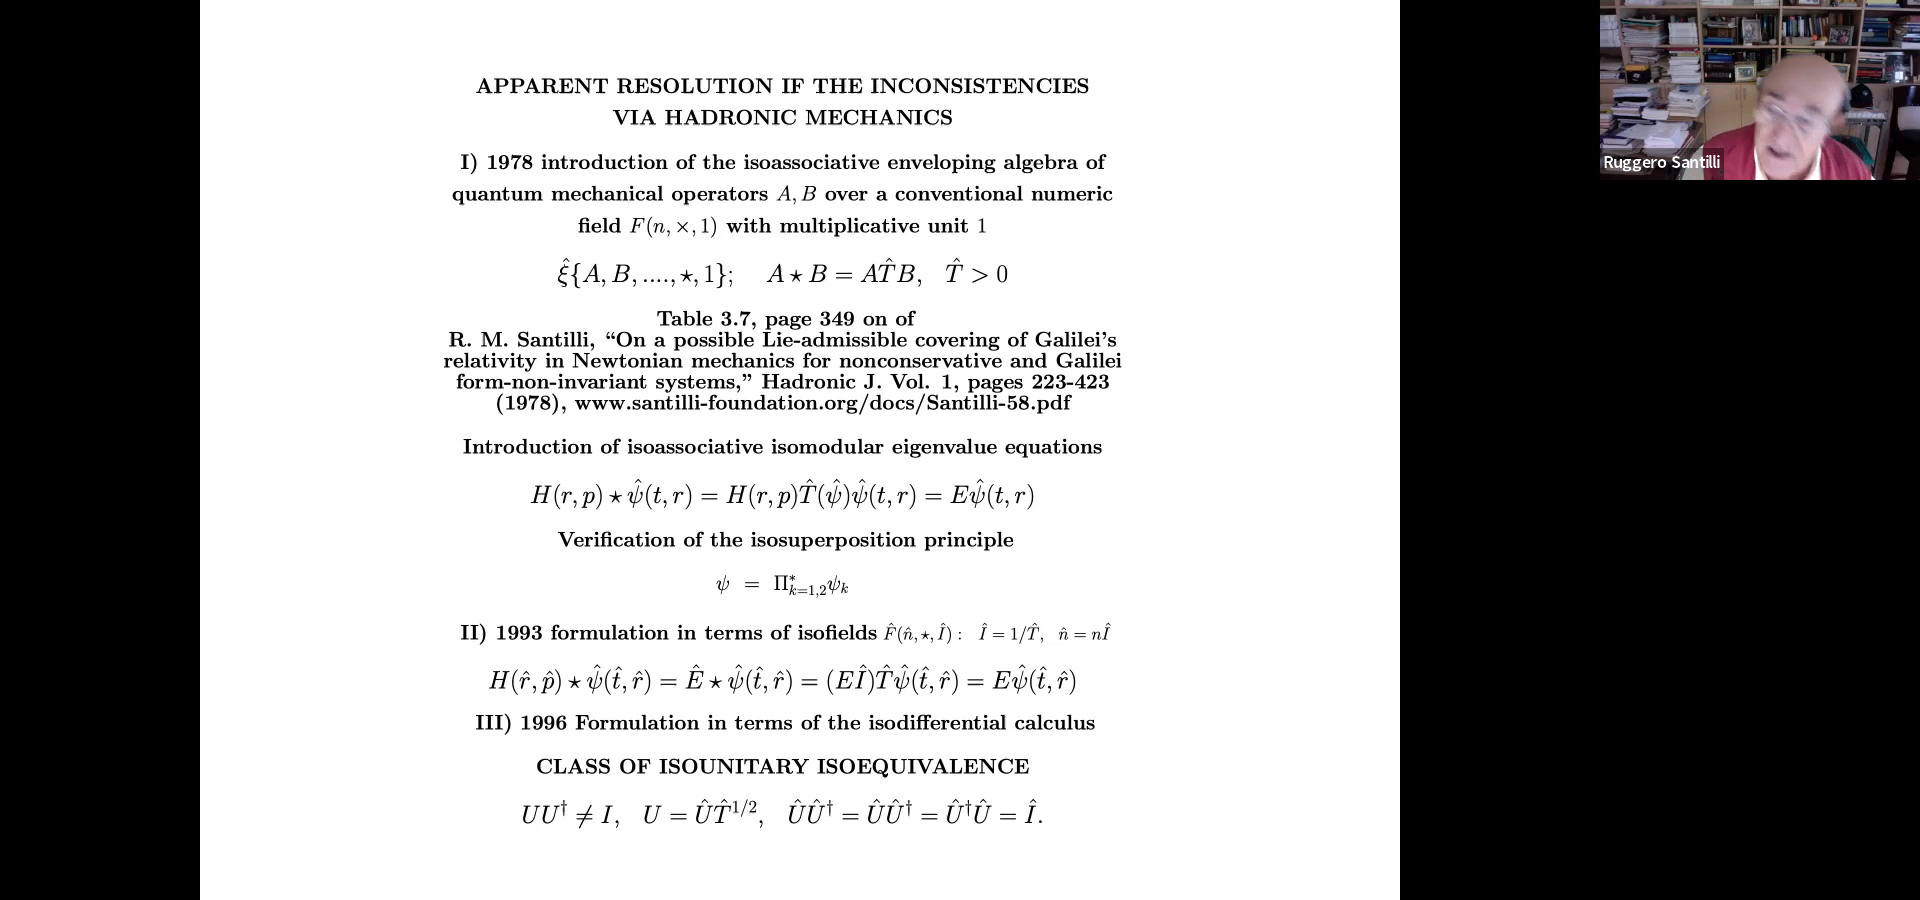 APPARENT RESOLUTION IF THE INCONSISTENCIES
VIA HADRONIC MECHANICS
I) 1978 introduction of the isoassociative enveloping algebra of
quantum mechanical operators A, B over a conventional numeric
field F(n, ×, 1) with multiplicative unit 1
ξ̂{A, B, ...., ⋆, 1};   A ⋆ B = AT̂B,   T̂ > 0
Table 3.7, page 349 on of
R. M. Santilli, “On a possible Lie-admissible covering of Galilei’s
relativity in Newtonian mechanics for nonconservative and Galilei
form-non-invariant systems,” Hadronic J. Vol. 1, pages 223-423
(1978), www.santilli-foundation.org/docs/Santilli-58.pdf
Introduction of isoassociative isomodular eigenvalue equations
H(r, p) ⋆ ψ̂(t, r) = H(r, p)T̂(ψ̂)ψ̂(t, r) = Eψ̂(t, r)
Verification of the isosuperposition principle
ψ = Π*ₖ₌₁,₂ψₖ
II) 1993 formulation in terms of isofields F̂(n̂, ⋆, Î) :   Î = 1/T̂,   n̂ = nÎ
H(r̂, p̂) ⋆ ψ̂(t̂, r̂) = Ê ⋆ ψ̂(t̂, r̂) = (EÎ)T̂ψ̂(t̂, r̂) = Eψ̂(t̂, r̂)
III) 1996 Formulation in terms of the isodifferential calculus
CLASS OF ISOUNITARY ISOEQUIVALENCE
UU† ≠ I,   U = ÛT̂^{1/2},   ÛÛ† = ÛÛ† = Û†Û = Î.
Ruggero Santilli